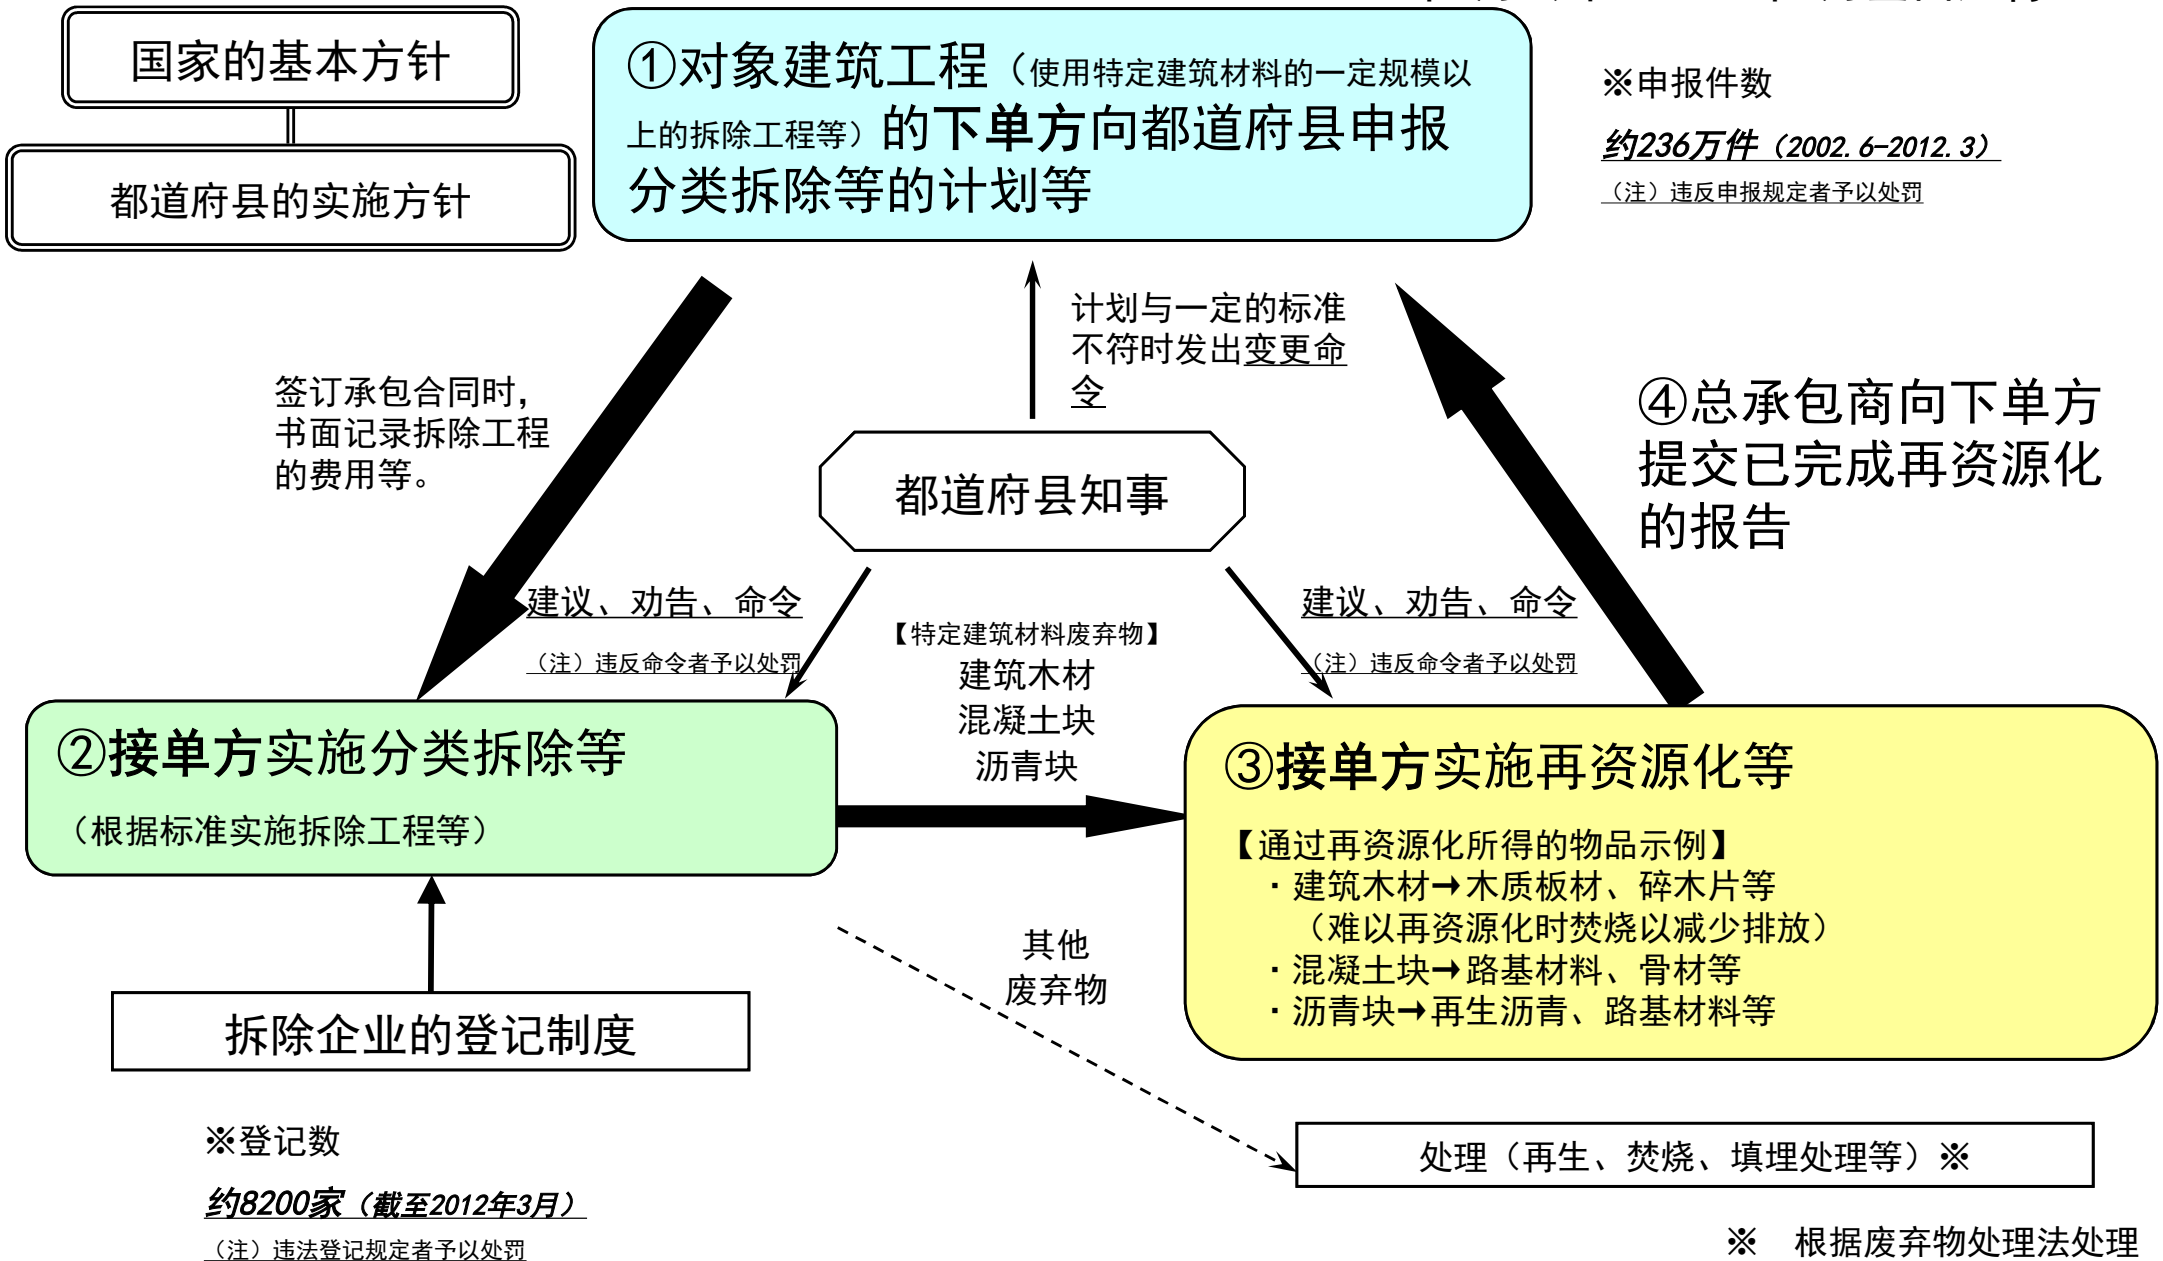 国家的基本方针
都道府县的实施方针
①对象建筑工程（使用特定建筑材料的一定规模以
上的拆除工程等）的下单方向都道府县申报
分类拆除等的计划等
※申报件数
约236万件（2002.6-2012.3）
（注）违反申报规定者予以处罚
计划与一定的标准
不符时发出变更命
令
签订承包合同时，
书面记录拆除工程
的费用等。
④总承包商向下单方
提交已完成再资源化
的报告
都道府县知事
建议、劝告、命令
（注）违反命令者予以处罚
建议、劝告、命令
（注）违反命令者予以处罚
【特定建筑材料废弃物】
建筑木材
混凝土块
沥青块
②接单方实施分类拆除等
（根据标准实施拆除工程等）
③接单方实施再资源化等
【通过再资源化所得的物品示例】
・建筑木材→木质板材、碎木片等
（难以再资源化时焚烧以减少排放）
・混凝土块→路基材料、骨材等
・沥青块→再生沥青、路基材料等
其他
废弃物
拆除企业的登记制度
※登记数
约8200家（截至2012年3月）
（注）违法登记规定者予以处罚
处理（再生、焚烧、填埋处理等）※
※　根据废弃物处理法处理